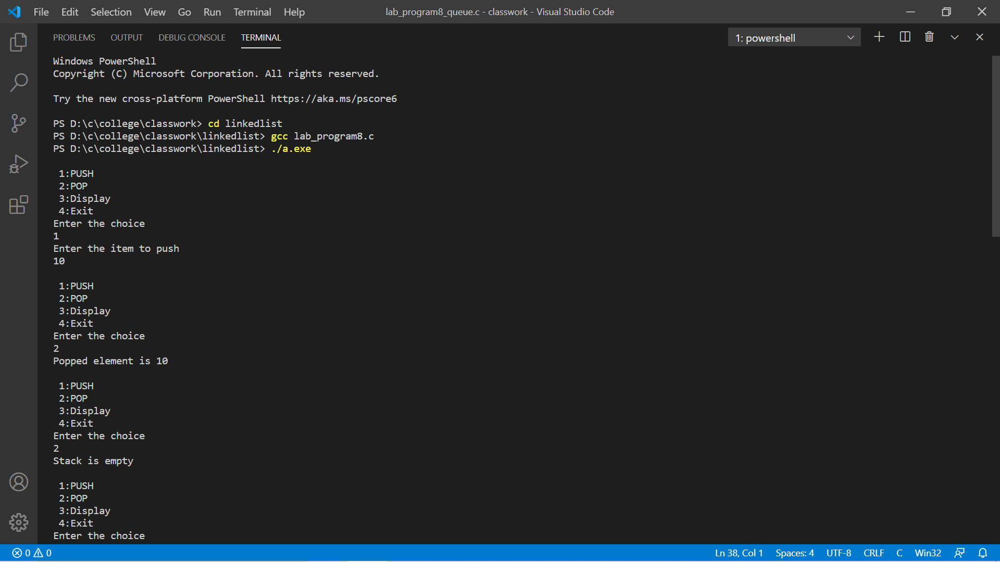 File Edit Selection View Go Run Terminal Help lab_program8_queue.c - classwork - Visual Studio Code
PROBLEMS OUTPUT DEBUG CONSOLE TERMINAL 1: powershell
Windows PowerShell
Copyright (C) Microsoft Corporation. All rights reserved.
Try the new cross-platform PowerShell https://aka.ms/pscore6
PS D:\c\college\classwork> cd linkedlist
PS D:\c\college\classwork\linkedlist> gcc lab_program8.c
PS D:\c\college\classwork\linkedlist> ./a.exe
1:PUSH
2:POP
3:Display
4:Exit
Enter the choice
1
Enter the item to push
10
1:PUSH
2:POP
3:Display
4:Exit
Enter the choice
2
Popped element is 10
1:PUSH
2:POP
3:Display
4:Exit
Enter the choice
2
Stack is empty
1:PUSH
2:POP
3:Display
4:Exit
Enter the choice
0 0 Ln 38, Col 1 Spaces: 4 UTF-8 CRLF C Win32